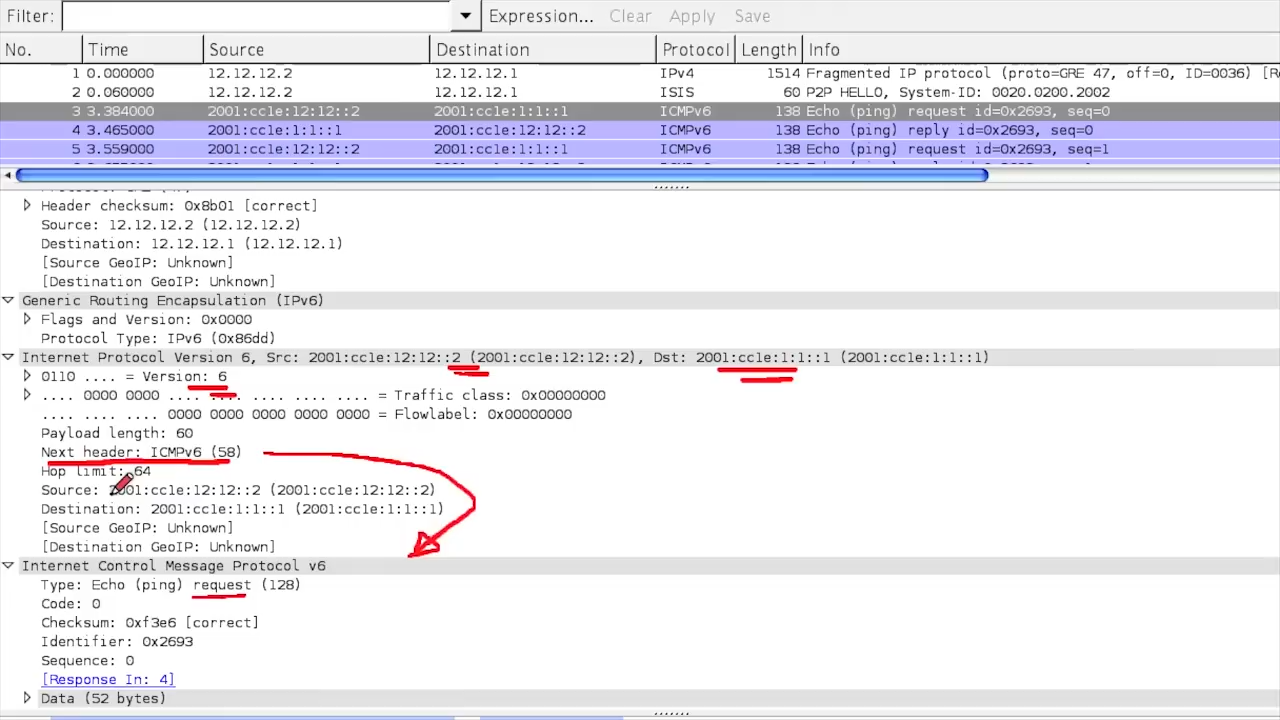 Filter: Expression... Clear Apply Save
No. Time Source Destination Protocol Length Info
1 0.000000 12.12.12.2 12.12.12.1 IPv4 1514 Fragmented IP protocol (proto=GRE 47, off=0, ID=0036) [R
2 0.060000 12.12.12.2 12.12.12.1 ISIS 60 P2P HELLO, System-ID: 0020.0200.2002
3 3.384000 2001:cc1e:12:12::2 2001:cc1e:1:1::1 ICMPv6 138 Echo (ping) request id=0x2693, seq=0
4 3.465000 2001:cc1e:1:1::1 2001:cc1e:12:12::2 ICMPv6 138 Echo (ping) reply id=0x2693, seq=0
5 3.559000 2001:cc1e:12:12::2 2001:cc1e:1:1::1 ICMPv6 138 Echo (ping) request id=0x2693, seq=1
Header checksum: 0x8b01 [correct]
Source: 12.12.12.2 (12.12.12.2)
Destination: 12.12.12.1 (12.12.12.1)
[Source GeoIP: Unknown]
[Destination GeoIP: Unknown]
Generic Routing Encapsulation (IPv6)
Flags and Version: 0x0000
Protocol Type: IPv6 (0x86dd)
Internet Protocol Version 6, Src: 2001:cc1e:12:12::2 (2001:cc1e:12:12::2), Dst: 2001:cc1e:1:1::1 (2001:cc1e:1:1::1)
0110 .... = Version: 6
.... 0000 0000 .... .... .... .... .... = Traffic class: 0x00000000
.... .... .... 0000 0000 0000 0000 0000 = Flowlabel: 0x00000000
Payload length: 60
Next header: ICMPv6 (58)
Hop limit: 64
Source: 2001:cc1e:12:12::2 (2001:cc1e:12:12::2)
Destination: 2001:cc1e:1:1::1 (2001:cc1e:1:1::1)
[Source GeoIP: Unknown]
[Destination GeoIP: Unknown]
Internet Control Message Protocol v6
Type: Echo (ping) request (128)
Code: 0
Checksum: 0xf3e6 [correct]
Identifier: 0x2693
Sequence: 0
[Response In: 4]
Data (52 bytes)